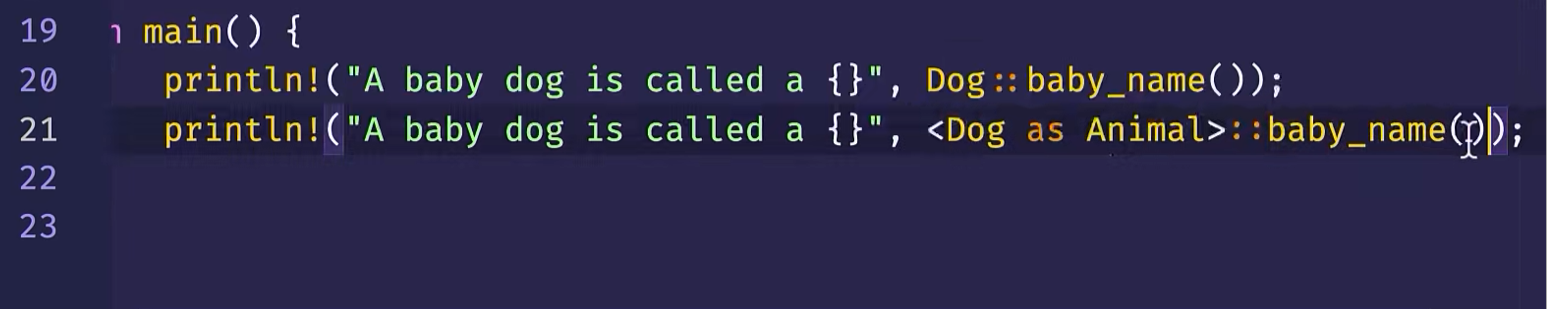 19 n main() {
20 println!("A baby dog is called a {}", Dog::baby_name());
21 println!("A baby dog is called a {}", <Dog as Animal>::baby_name());
22
23